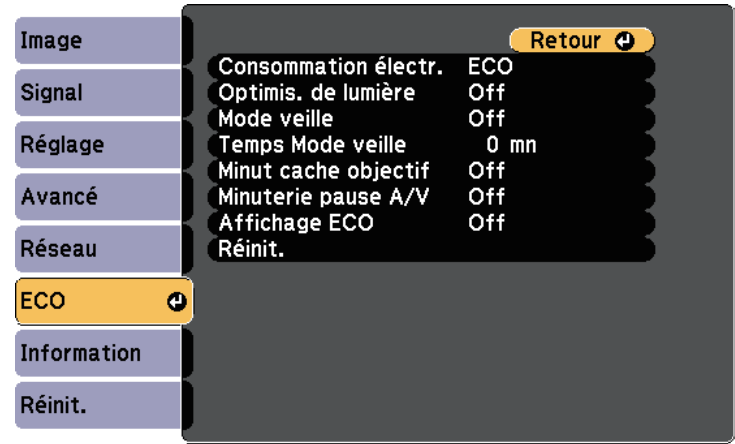 Image
Signal
Réglage
Avancé
Réseau
ECO
Information
Réinit.
Retour
Consommation électr. ECO
Optimis. de lumière Off
Mode veille Off
Temps Mode veille 0 mn
Minut cache objectif Off
Minuterie pause A/V Off
Affichage ECO Off
Réinit.